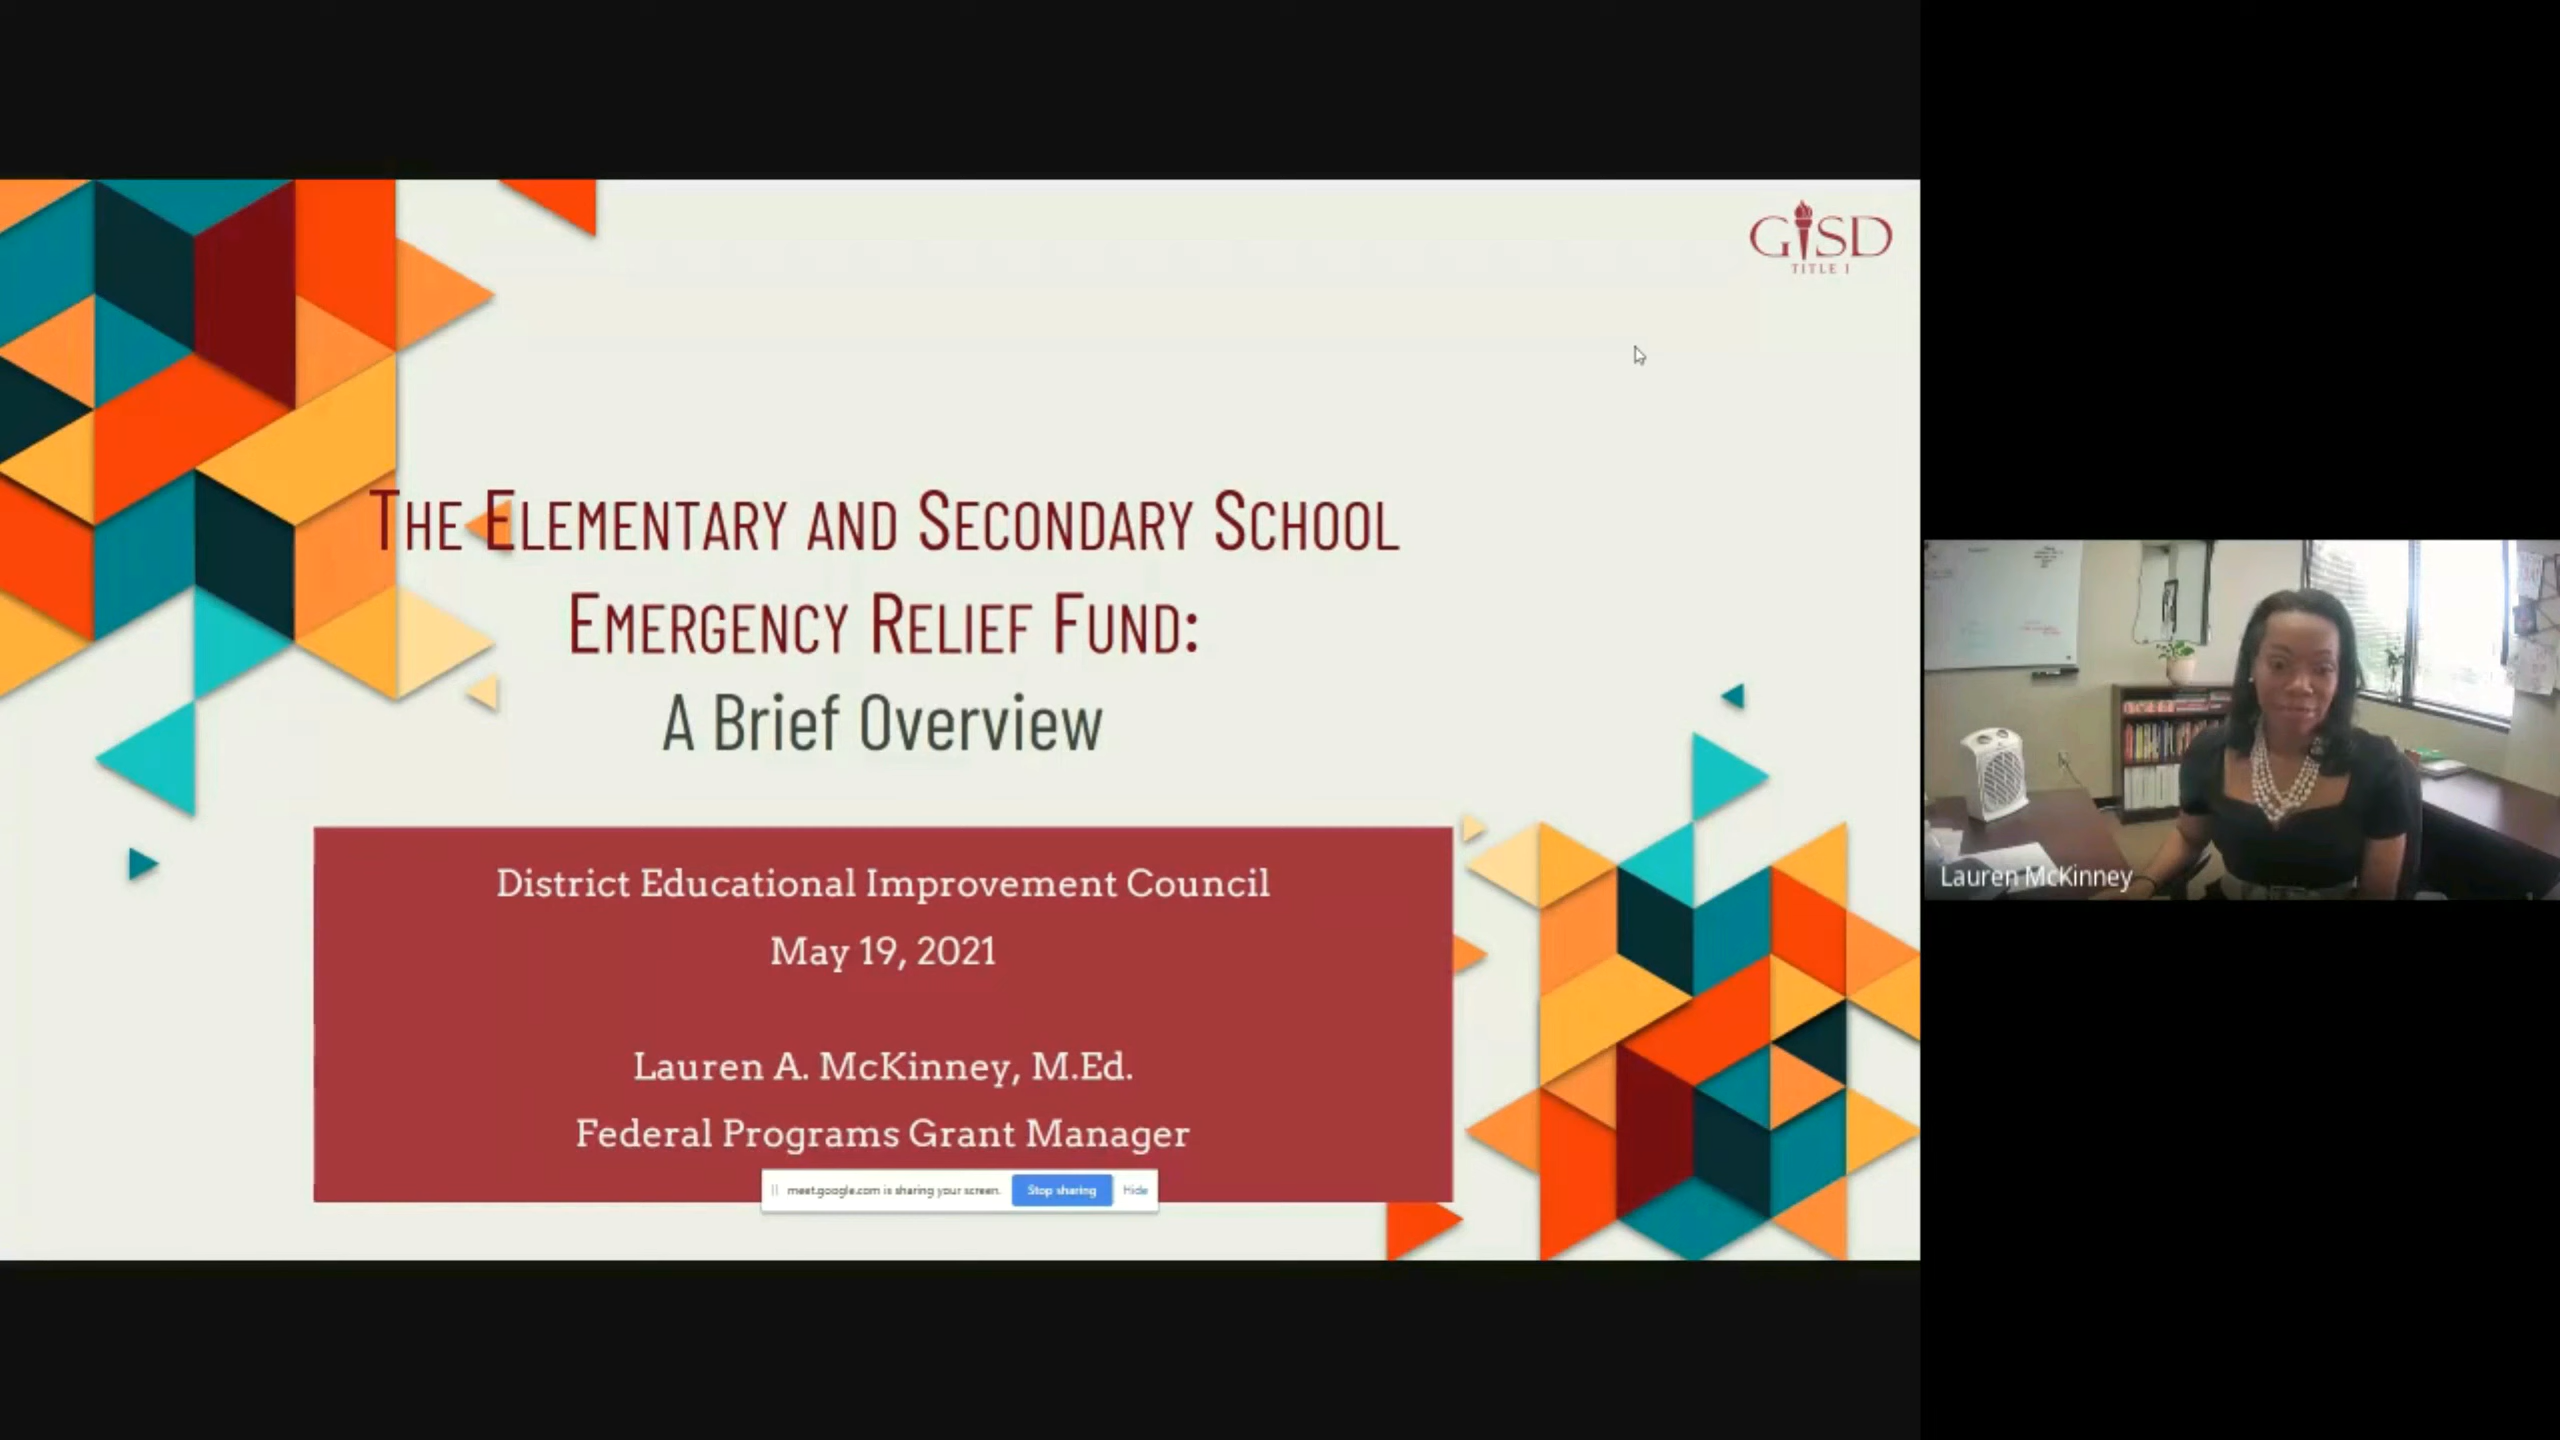 GISD
TITLE I
THE ELEMENTARY AND SECONDARY SCHOOL
EMERGENCY RELIEF FUND:
A Brief Overview
District Educational Improvement Council
May 19, 2021
Lauren A. McKinney, M.Ed.
Federal Programs Grant Manager
meet.google.com is sharing your screen.
Stop sharing
Hide
Lauren McKinney